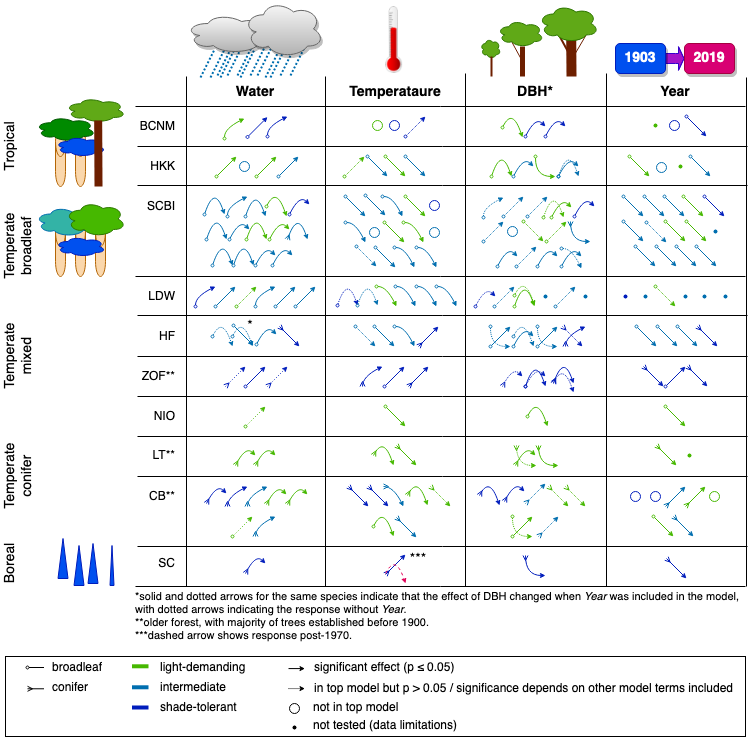 1903
2019
Water
Temperataure
DBH*
Year
Tropical
BCNM
HKK
Temperate
broadleaf
SCBI
LDW
Temperate
mixed
HF
*
ZOF**
NIO
Temperate
conifer
LT**
CB**
Boreal
SC
***
*solid and dotted arrows for the same species indicate that the effect of DBH changed when Year was included in the model,
with dotted arrows indicating the response without Year.
**older forest, with majority of trees established before 1900.
***dashed arrow shows response post-1970.
broadleaf
light-demanding
significant effect (p ≤ 0.05)
conifer
intermediate
in top model but p > 0.05 / significance depends on other model terms included
shade-tolerant
not in top model
not tested (data limitations)